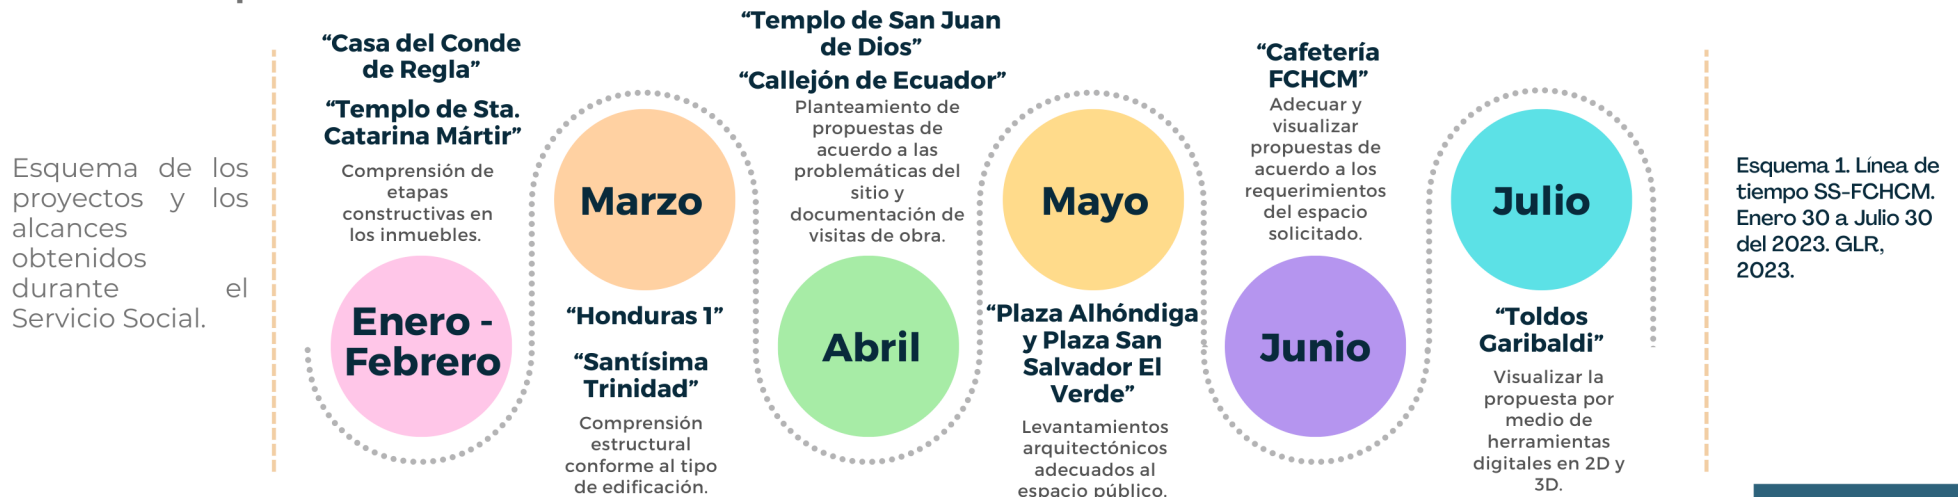 Esquema de los
proyectos y los
alcances
obtenidos
durante el
Servicio Social.
“Casa del Conde
de Regla”
“Templo de Sta.
Catarina Mártir”
Comprensión de
etapas
constructivas en
los inmuebles.
Enero -
Febrero
Marzo
“Honduras 1”
“Santísima
Trinidad”
Comprensión
estructural
conforme al tipo
de edificación.
“Templo de San Juan
de Dios”
“Callejón de Ecuador”
Planteamiento de
propuestas de
acuerdo a las
problemáticas del
sitio y
documentación de
visitas de obra.
Abril
Mayo
“Plaza Alhóndiga
y Plaza San
Salvador El
Verde”
Levantamientos
arquitectónicos
adecuados al
espacio público.
“Cafetería
FCHCM”
Adecuar y
visualizar
propuestas de
acuerdo a los
requerimientos
del espacio
solicitado.
Junio
Julio
“Toldos
Garibaldi”
Visualizar la
propuesta por
medio de
herramientas
digitales en 2D y
3D.
Esquema 1. Línea de
tiempo SS-FCHCM.
Enero 30 a Julio 30
del 2023. GLR,
2023.